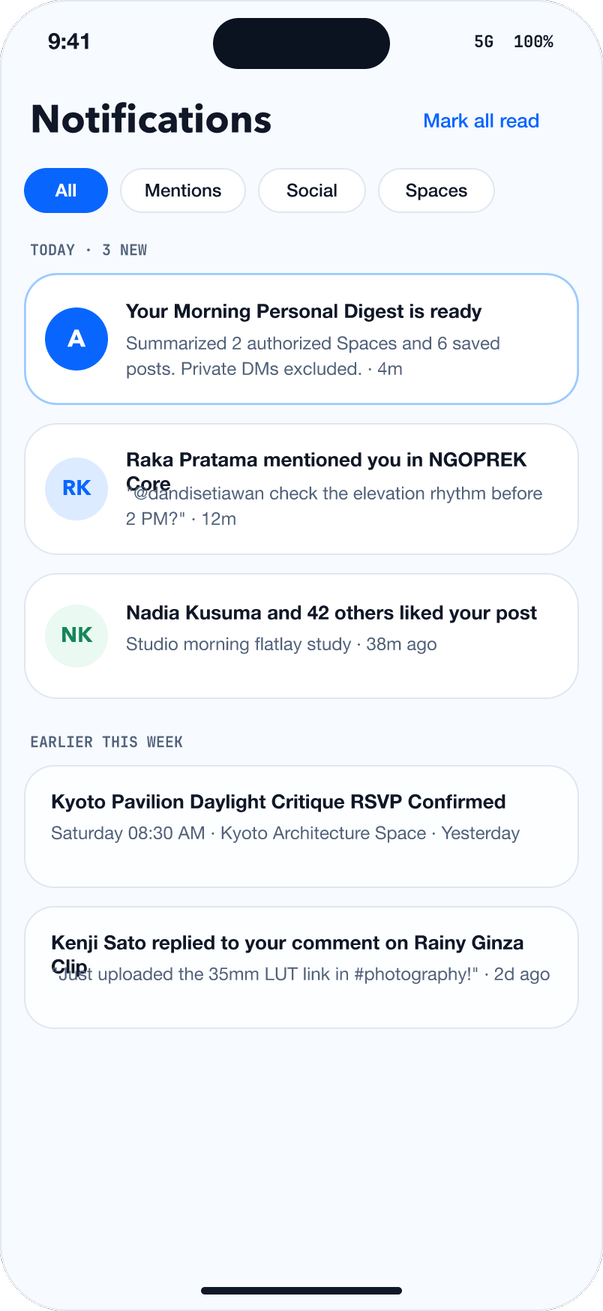 9:41
5G 100%
Notifications
Mark all read
All
Mentions
Social
Spaces
TODAY · 3 NEW
A
Your Morning Personal Digest is ready
Summarized 2 authorized Spaces and 6 saved
posts. Private DMs excluded. · 4m
RK
Raka Pratama mentioned you in NGOPREK
Core
"@dandisetiawan check the elevation rhythm before
2 PM?" · 12m
NK
Nadia Kusuma and 42 others liked your post
Studio morning flatlay study · 38m ago
EARLIER THIS WEEK
Kyoto Pavilion Daylight Critique RSVP Confirmed
Saturday 08:30 AM · Kyoto Architecture Space · Yesterday
Kenji Sato replied to your comment on Rainy Ginza
Clip
"Just uploaded the 35mm LUT link in #photography!" · 2d ago